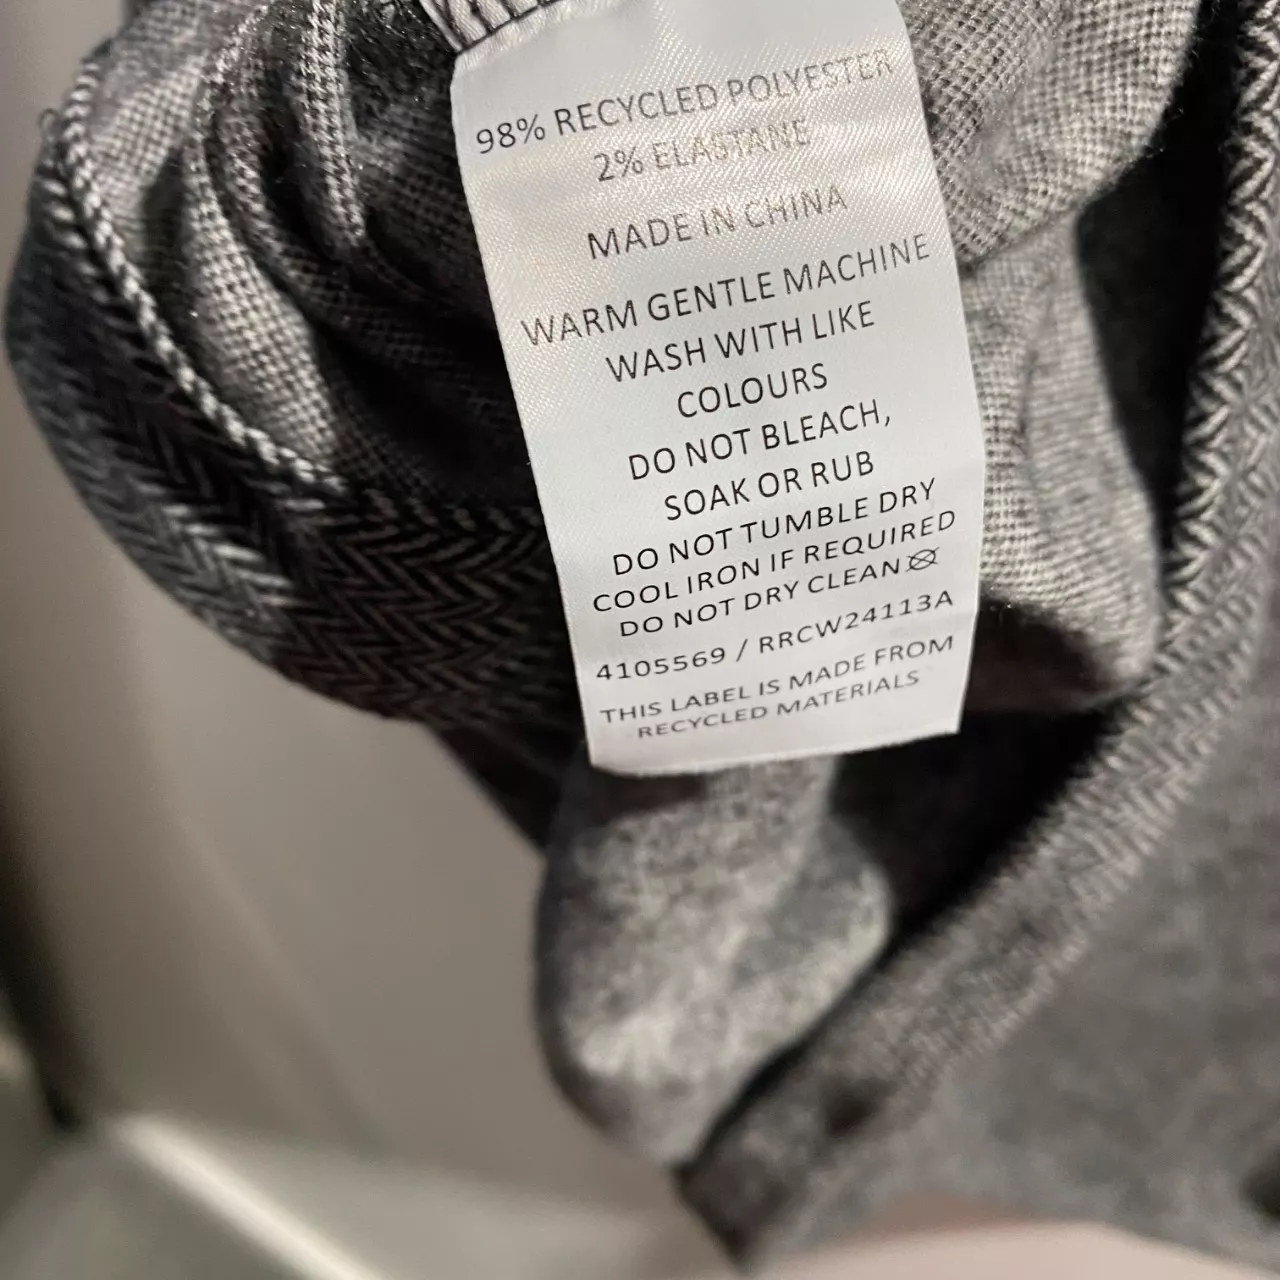 98% RECYCLED POLYESTER
2% ELASTANE
MADE IN CHINA
WARM GENTLE MACHINE
WASH WITH LIKE
COLOURS
DO NOT BLEACH,
SOAK OR RUB
DO NOT TUMBLE DRY
COOL IRON IF REQUIRED
DO NOT DRY CLEAN
4105569 / RRCW24113A
THIS LABEL IS MADE FROM
RECYCLED MATERIALS